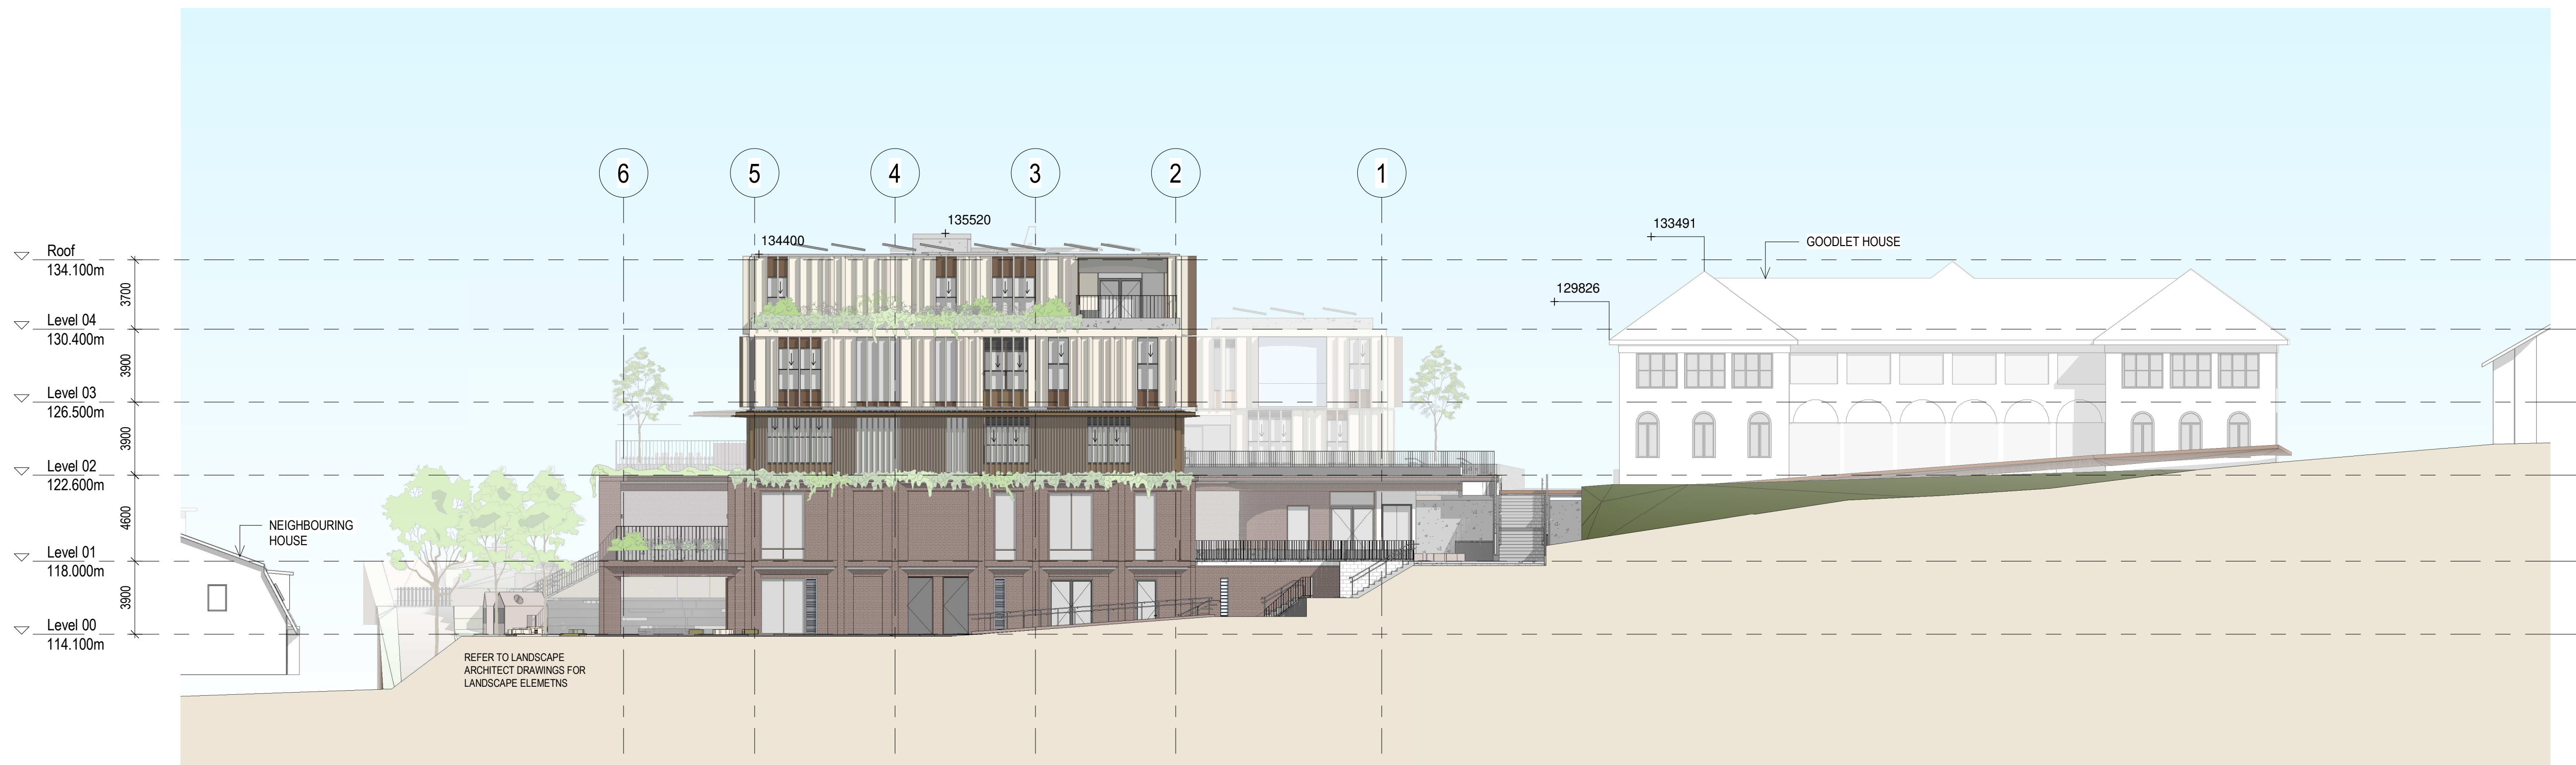 6
5
4
3
2
1
135520
134400
133491
GOODLET HOUSE
129826
Roof
134.100m
3700
Level 04
130.400m
3900
Level 03
126.500m
3900
Level 02
122.600m
4600
NEIGHBOURING
HOUSE
Level 01
118.000m
3900
Level 00
114.100m
REFER TO LANDSCAPE
ARCHITECT DRAWINGS FOR
LANDSCAPE ELEMETNS